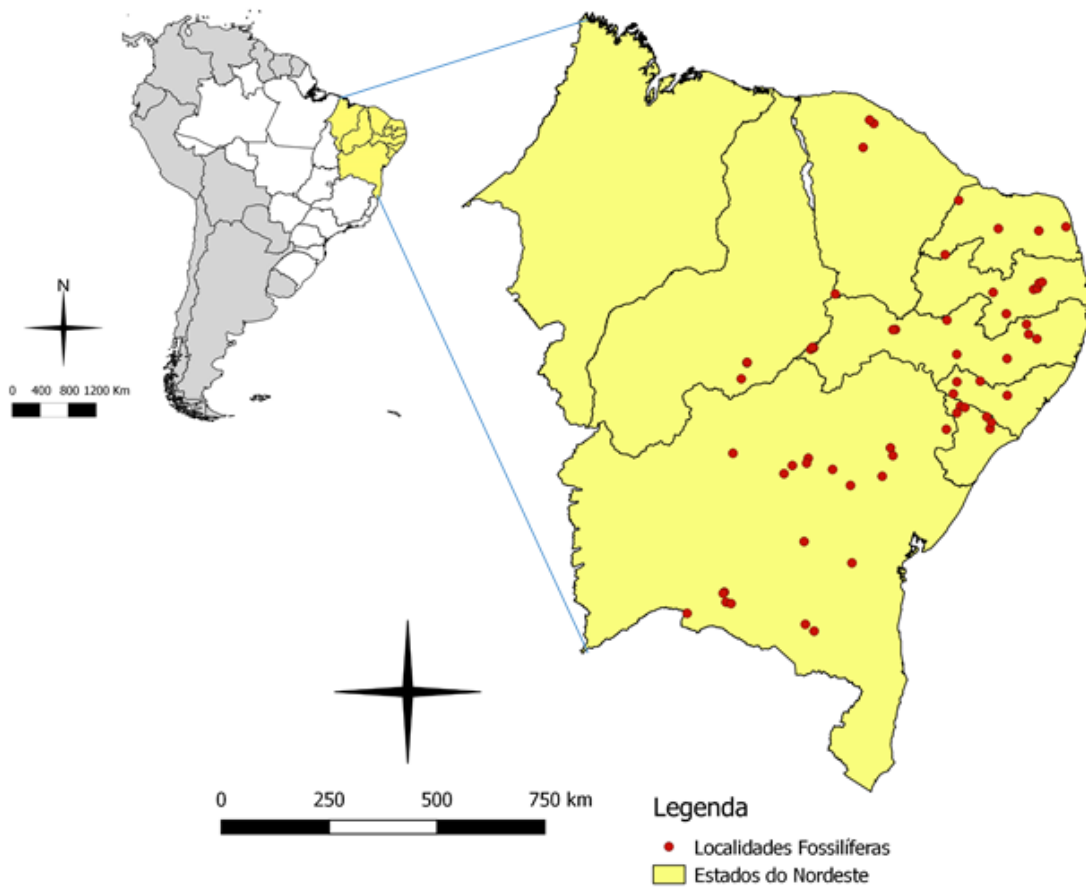 N
0 400 800 1200 Km
0 250 500 750 km
Legenda
Localidades Fossilíferas
Estados do Nordeste